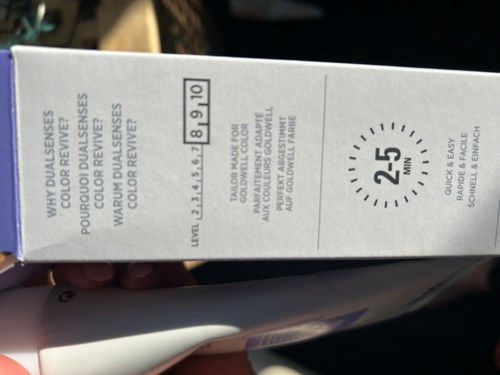 WHY DUALSENSES
COLOR REVIVE?
POURQUOI DUALSENSES
COLOR REVIVE?
WARUM DUALSENSES
COLOR REVIVE?
LEVEL 2,3,4,5,6,7 8,9,10
TAILOR MADE FOR
GOLDWELL COLOR
PARFAITEMENT ADAPTÉ
AUX COULEURS GOLDWELL
PERFEKT ABGESTIMMT
AUF GOLDWELL FARBE
2-5
MIN
QUICK & EASY
RAPIDE & FACILE
SCHNELL & EINFACH